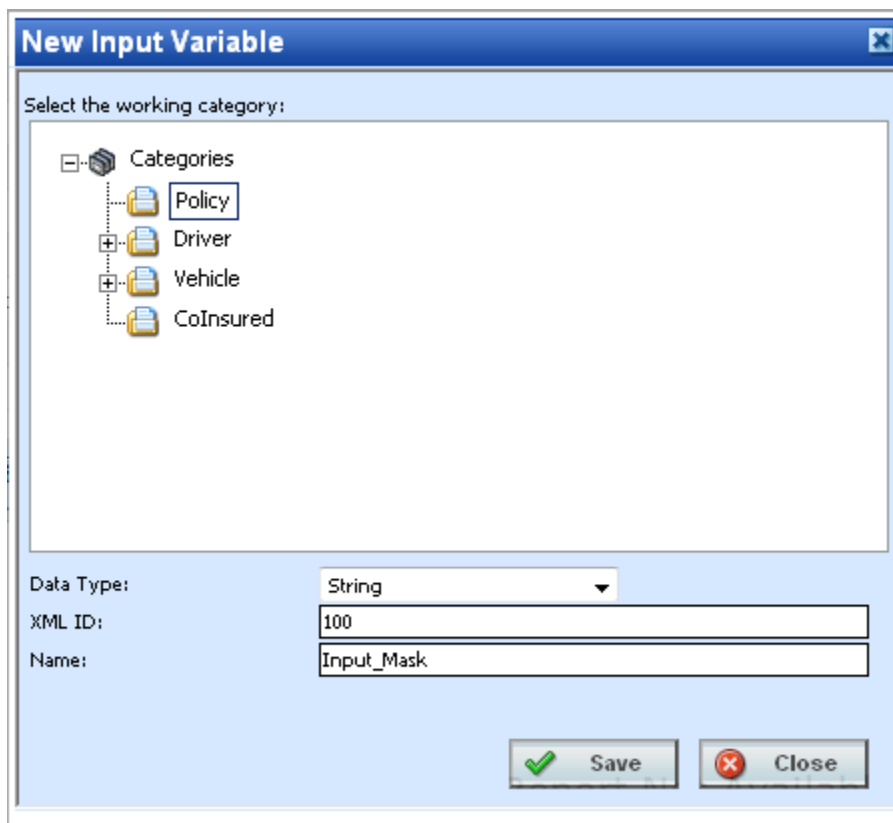 New Input Variable
Select the working category:
Categories
Policy
Driver
Vehicle
CoInsured
Data Type: String
XML ID: 100
Name: Input_Mask
Save Close